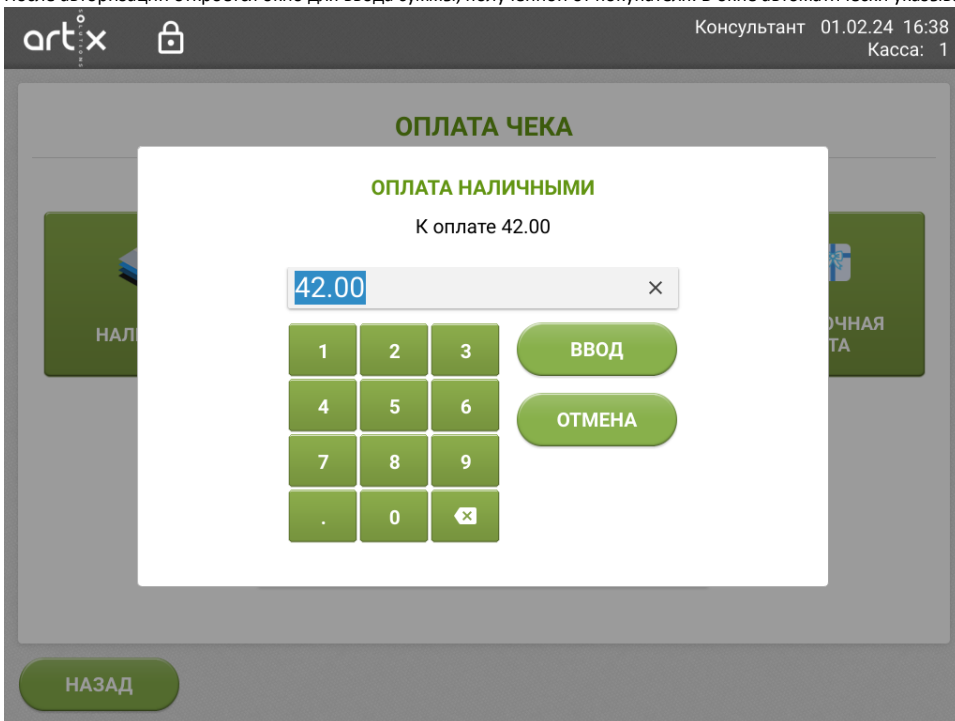 artix
Консультант 01.02.24 16:38
Касса: 1
ОПЛАТА ЧЕКА
ОПЛАТА НАЛИЧНЫМИ
К оплате 42.00
42.00
1 2 3 ВВОД
4 5 6 ОТМЕНА
7 8 9
. 0
НАЗАД